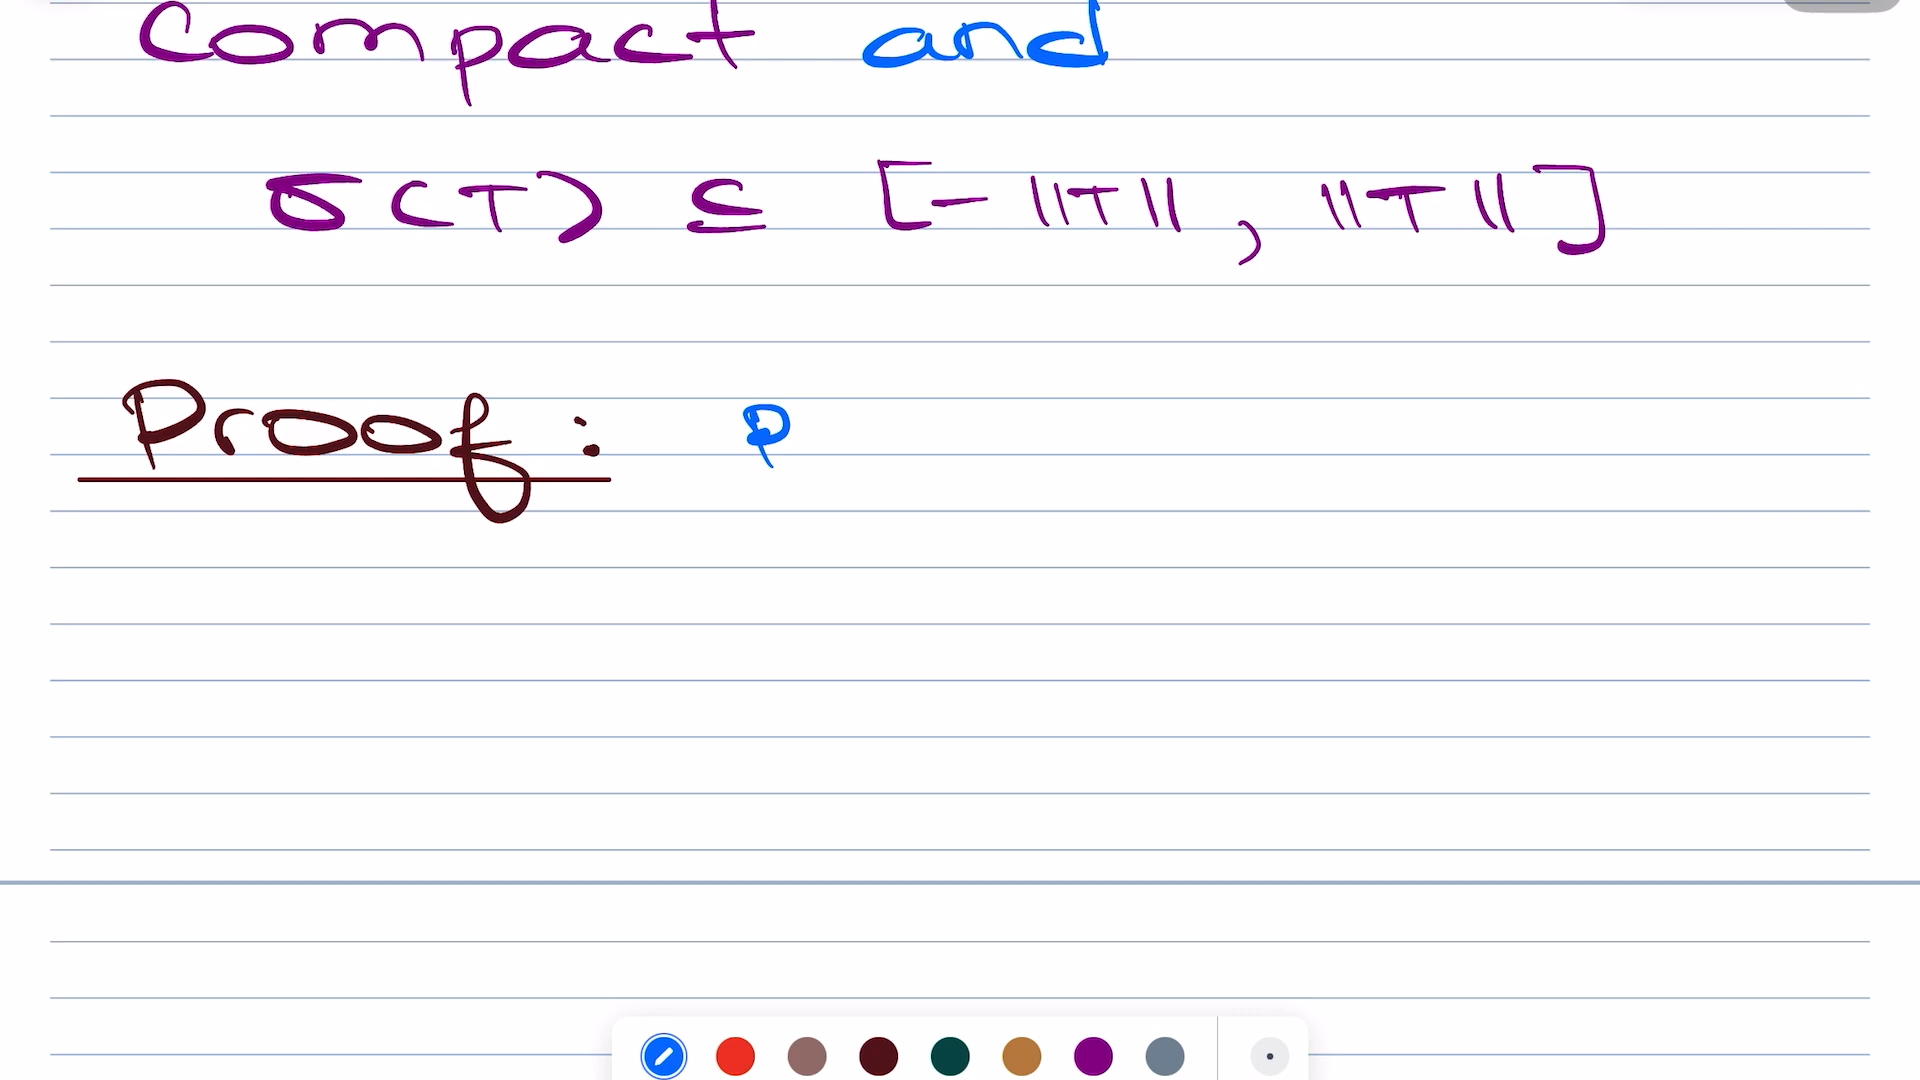 compact and
σ(T) ⊆ [-||T||, ||T||]
Proof: P